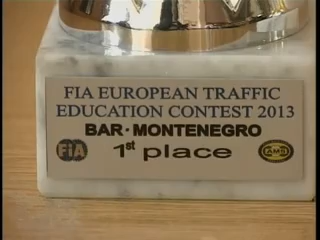 FIA EUROPEAN TRAFFIC
EDUCATION CONTEST 2013
BAR · MONTENEGRO
1st place
FiA
AMS